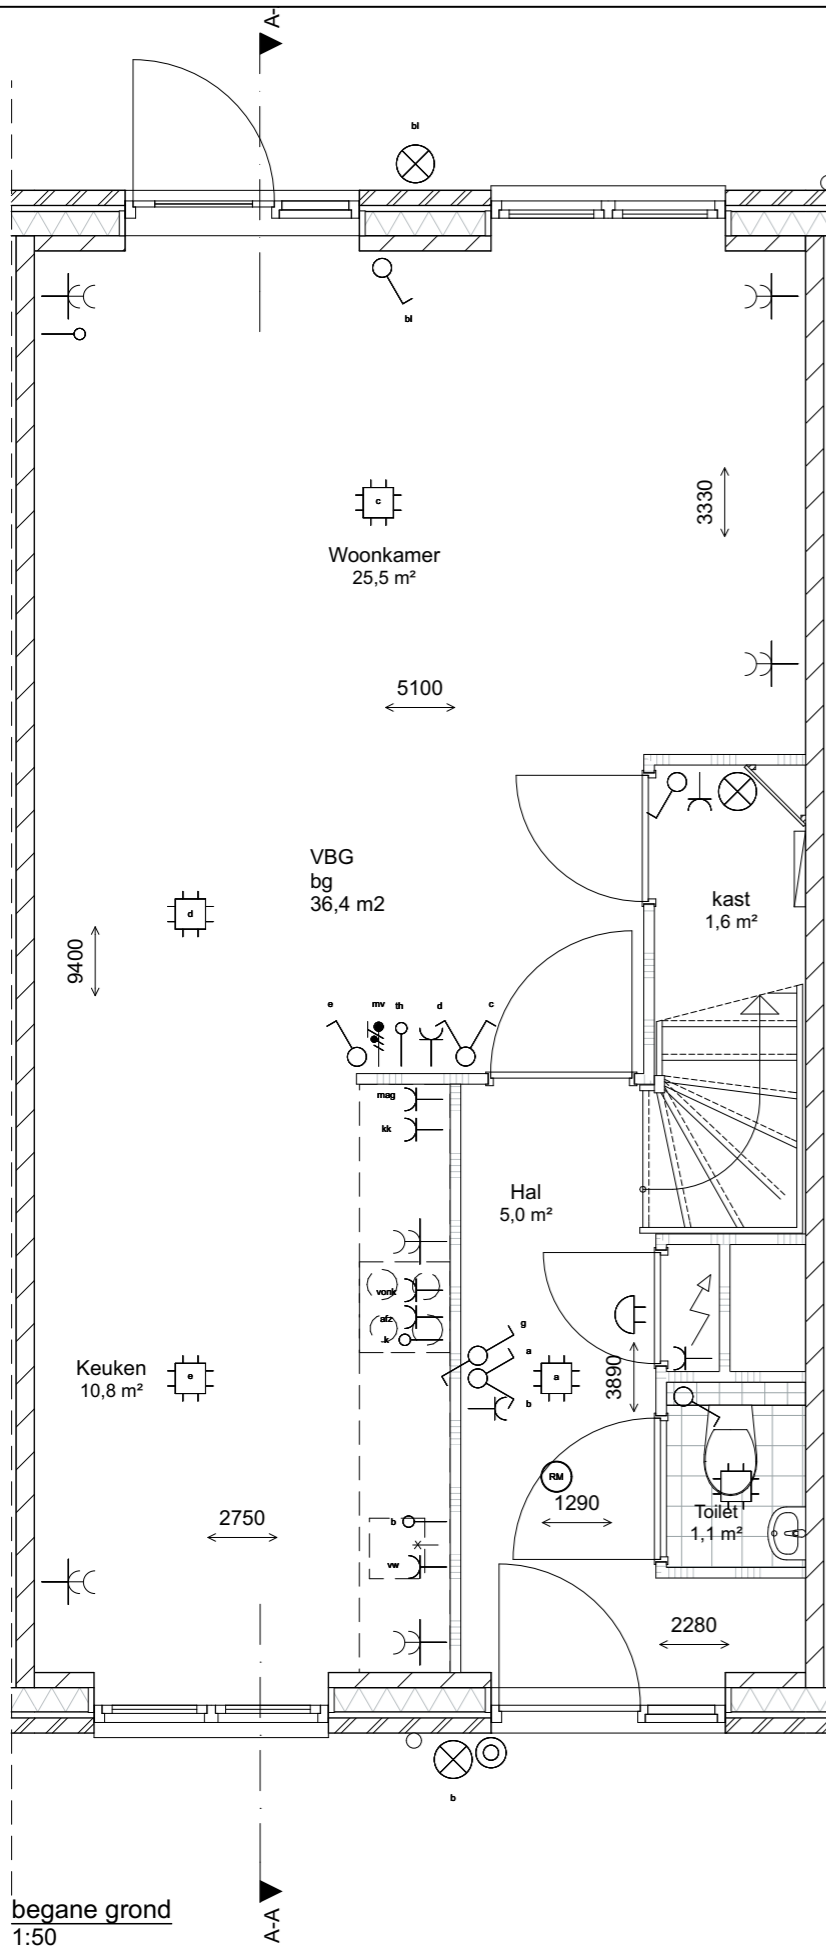 A-
bl
bl
c
Woonkamer
25,5 m²
3330
5100
VBG
bg
36,4 m2
kast
1,6 m²
d
9400
e
mv
th
d
c
mag
kk
Hal
5,0 m²
vonk
afz
k
g
a
b
a
3890
Keuken
10,8 m²
e
RM
1290
Toilet
1,1 m²
2750
b
vw
2280
b
begane grond
1:50
A-A